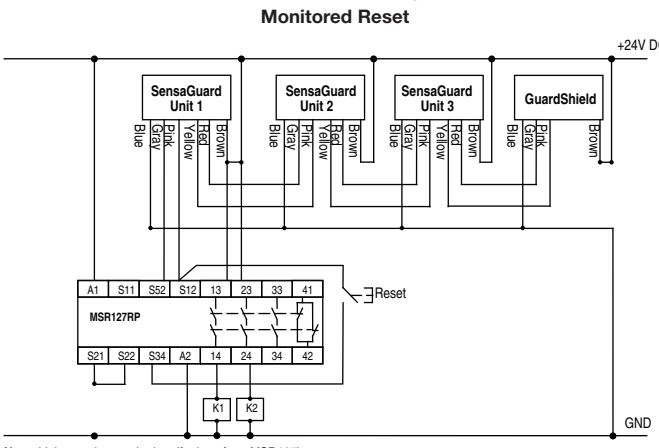 Monitored Reset
+24V D
SensaGuard
Unit 1
SensaGuard
Unit 2
SensaGuard
Unit 3
GuardShield
Blue
Gray
Pink
Yellow
Red
Brown
Blue
Gray
Pink
Yellow
Red
Brown
Blue
Gray
Pink
Yellow
Red
Brown
Blue
Gray
Pink
Brown
A1 S11 S52 S12 13 23 33 41
Reset
MSR127RP
S21 S22 S34 A2 14 24 34 42
K1 K2
GND